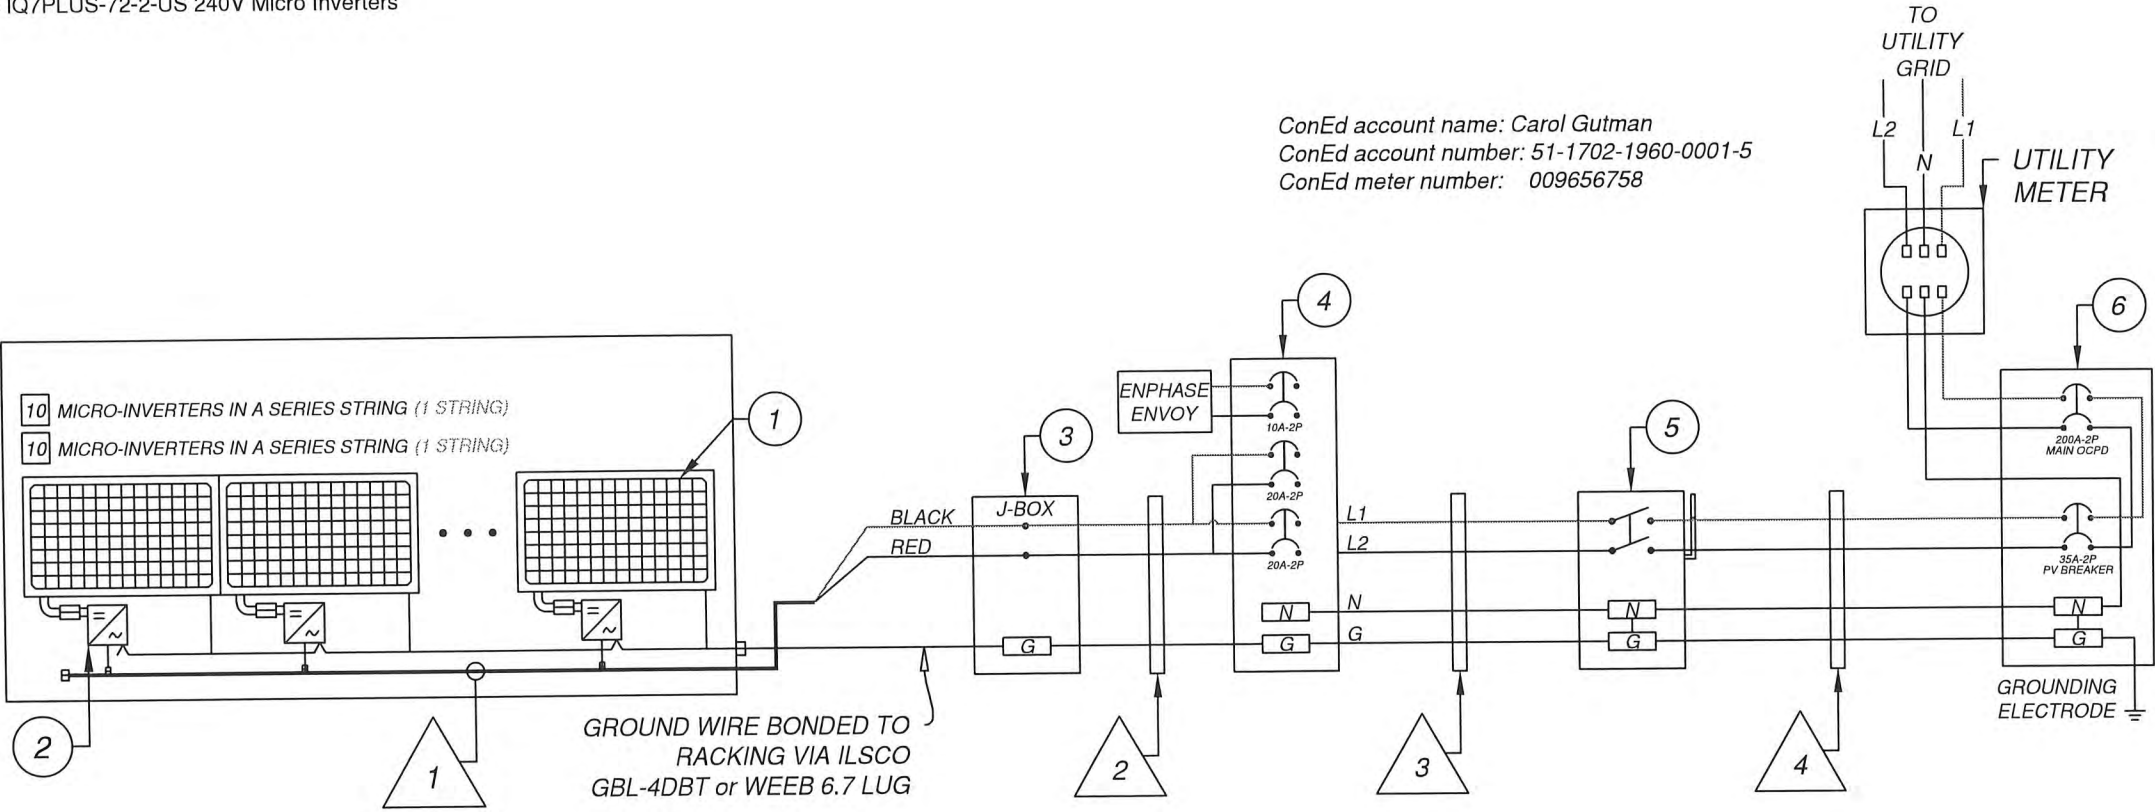 IQ7PLUS-72-2-US 240V Micro Inverters
TO
UTILITY
GRID
L2
N
L1
UTILITY
METER
ConEd account name: Carol Gutman
ConEd account number: 51-1702-1960-0001-5
ConEd meter number: 009656758
10 MICRO-INVERTERS IN A SERIES STRING (1 STRING)
10 MICRO-INVERTERS IN A SERIES STRING (1 STRING)
1
2
1
GROUND WIRE BONDED TO
RACKING VIA ILSCO
GBL-4DBT or WEEB 6.7 LUG
BLACK
RED
3
J-BOX
G
2
ENPHASE
ENVOY
4
10A-2P
20A-2P
20A-2P
N
G
L1
L2
N
G
3
5
N
G
4
6
200A-2P
MAIN OCPD
35A-2P
PV BREAKER
N
G
GROUNDING
ELECTRODE